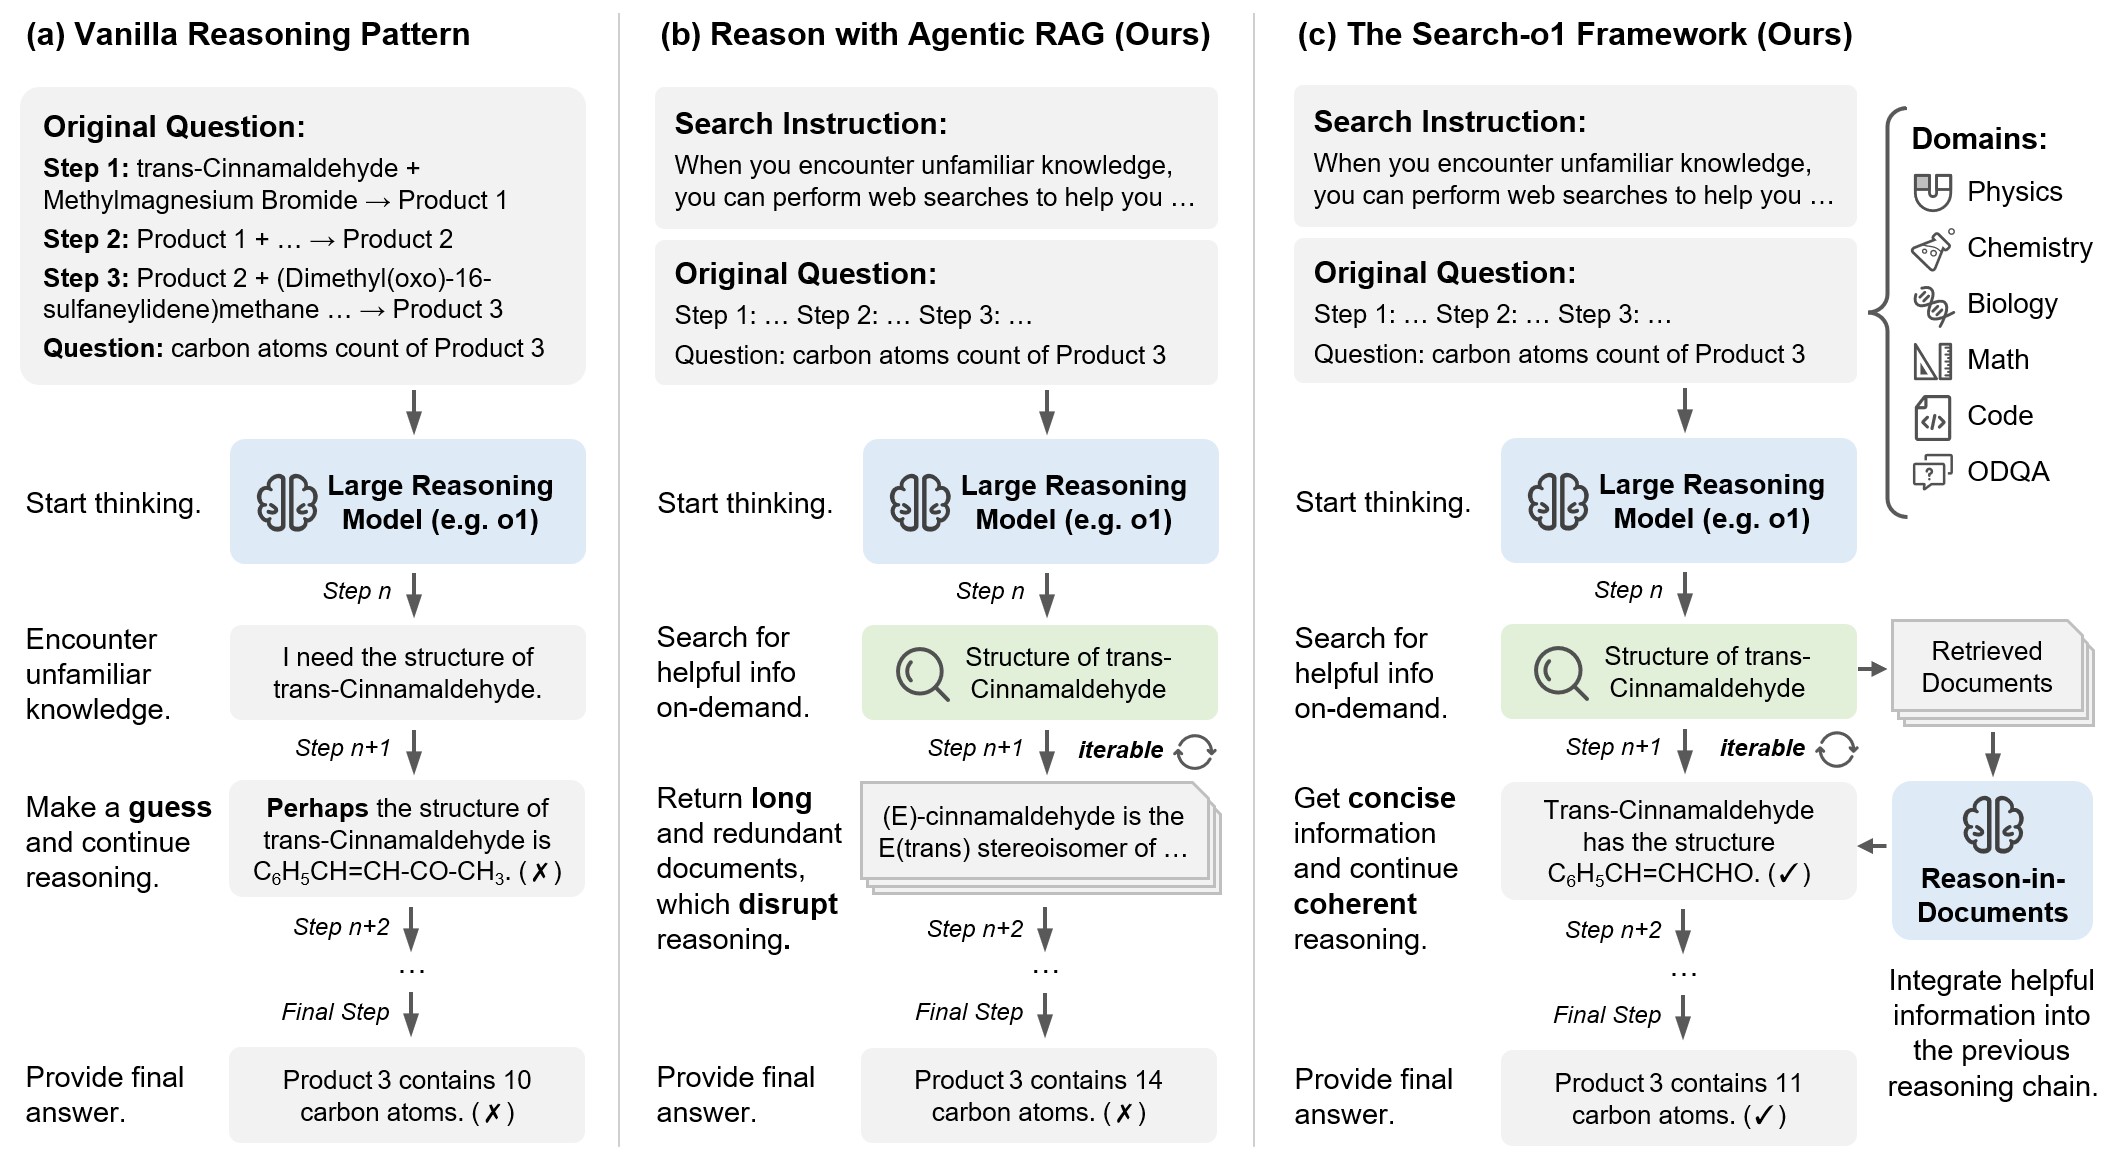 (a) Vanilla Reasoning Pattern
Original Question:
Step 1: trans-Cinnamaldehyde +
Methylmagnesium Bromide → Product 1
Step 2: Product 1 + … → Product 2
Step 3: Product 2 + (Dimethyl(oxo)-16-
sulfaneylidene)methane … → Product 3
Question: carbon atoms count of Product 3
Start thinking.
Large Reasoning
Model (e.g. o1)
Step n
Encounter
unfamiliar
knowledge.
I need the structure of
trans-Cinnamaldehyde.
Step n+1
Make a guess
and continue
reasoning.
Perhaps the structure of
trans-Cinnamaldehyde is
C₆H₅CH=CH-CO-CH₃. (✗)
Step n+2
…
Final Step
Provide final
answer.
Product 3 contains 10
carbon atoms. (✗)
(b) Reason with Agentic RAG (Ours)
Search Instruction:
When you encounter unfamiliar knowledge,
you can perform web searches to help you …
Original Question:
Step 1: … Step 2: … Step 3: …
Question: carbon atoms count of Product 3
Start thinking.
Large Reasoning
Model (e.g. o1)
Step n
Search for
helpful info
on-demand.
Structure of trans-
Cinnamaldehyde
Step n+1
iterable
Return long
and redundant
documents,
which disrupt
reasoning.
(E)-cinnamaldehyde is the
E(trans) stereoisomer of …
Step n+2
…
Final Step
Provide final
answer.
Product 3 contains 14
carbon atoms. (✗)
(c) The Search-o1 Framework (Ours)
Search Instruction:
When you encounter unfamiliar knowledge,
you can perform web searches to help you …
Original Question:
Step 1: … Step 2: … Step 3: …
Question: carbon atoms count of Product 3
Domains:
Physics
Chemistry
Biology
Math
Code
ODQA
Start thinking.
Large Reasoning
Model (e.g. o1)
Step n
Search for
helpful info
on-demand.
Structure of trans-
Cinnamaldehyde
Retrieved
Documents
Step n+1
iterable
Get concise
information
and continue
coherent
reasoning.
Trans-Cinnamaldehyde
has the structure
C₆H₅CH=CHCHO. (✓)
Reason-in-
Documents
Integrate helpful
information into
the previous
reasoning chain.
Step n+2
…
Final Step
Provide final
answer.
Product 3 contains 11
carbon atoms. (✓)